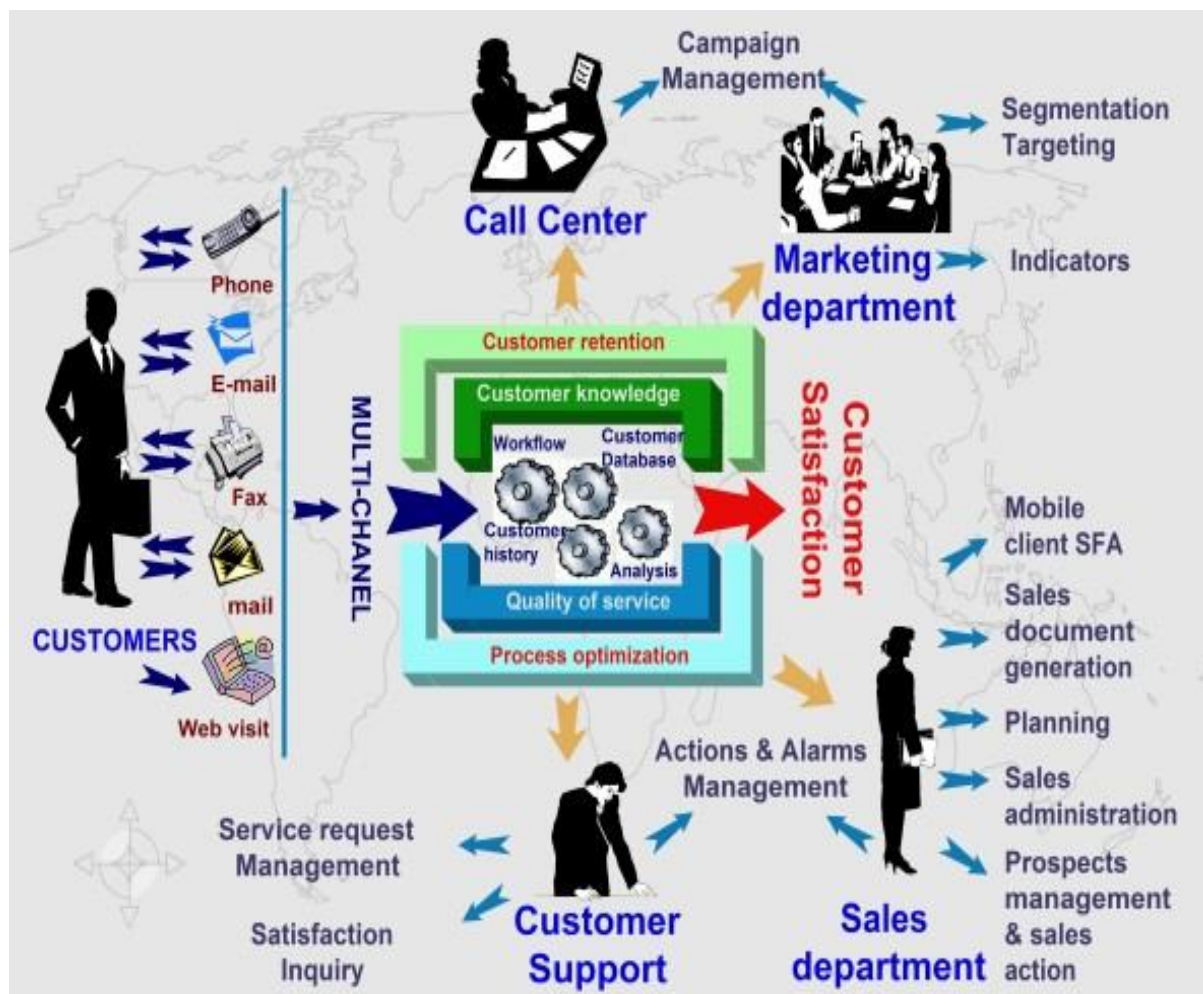 Campaign
Management
Segmentation
Targeting
Call Center
Marketing
department
Indicators
Phone
E-mail
Fax
mail
CUSTOMERS
Web visit
MULTI-CHANEL
Customer retention
Customer knowledge
Workflow
Customer
Database
Customer
history
Analysis
Quality of service
Process optimization
Customer
Satisfaction
Mobile
client SFA
Sales
document
generation
Planning
Sales
administration
Prospects
management
& sales
action
Actions & Alarms
Management
Service request
Management
Satisfaction
Inquiry
Customer
Support
Sales
department
@